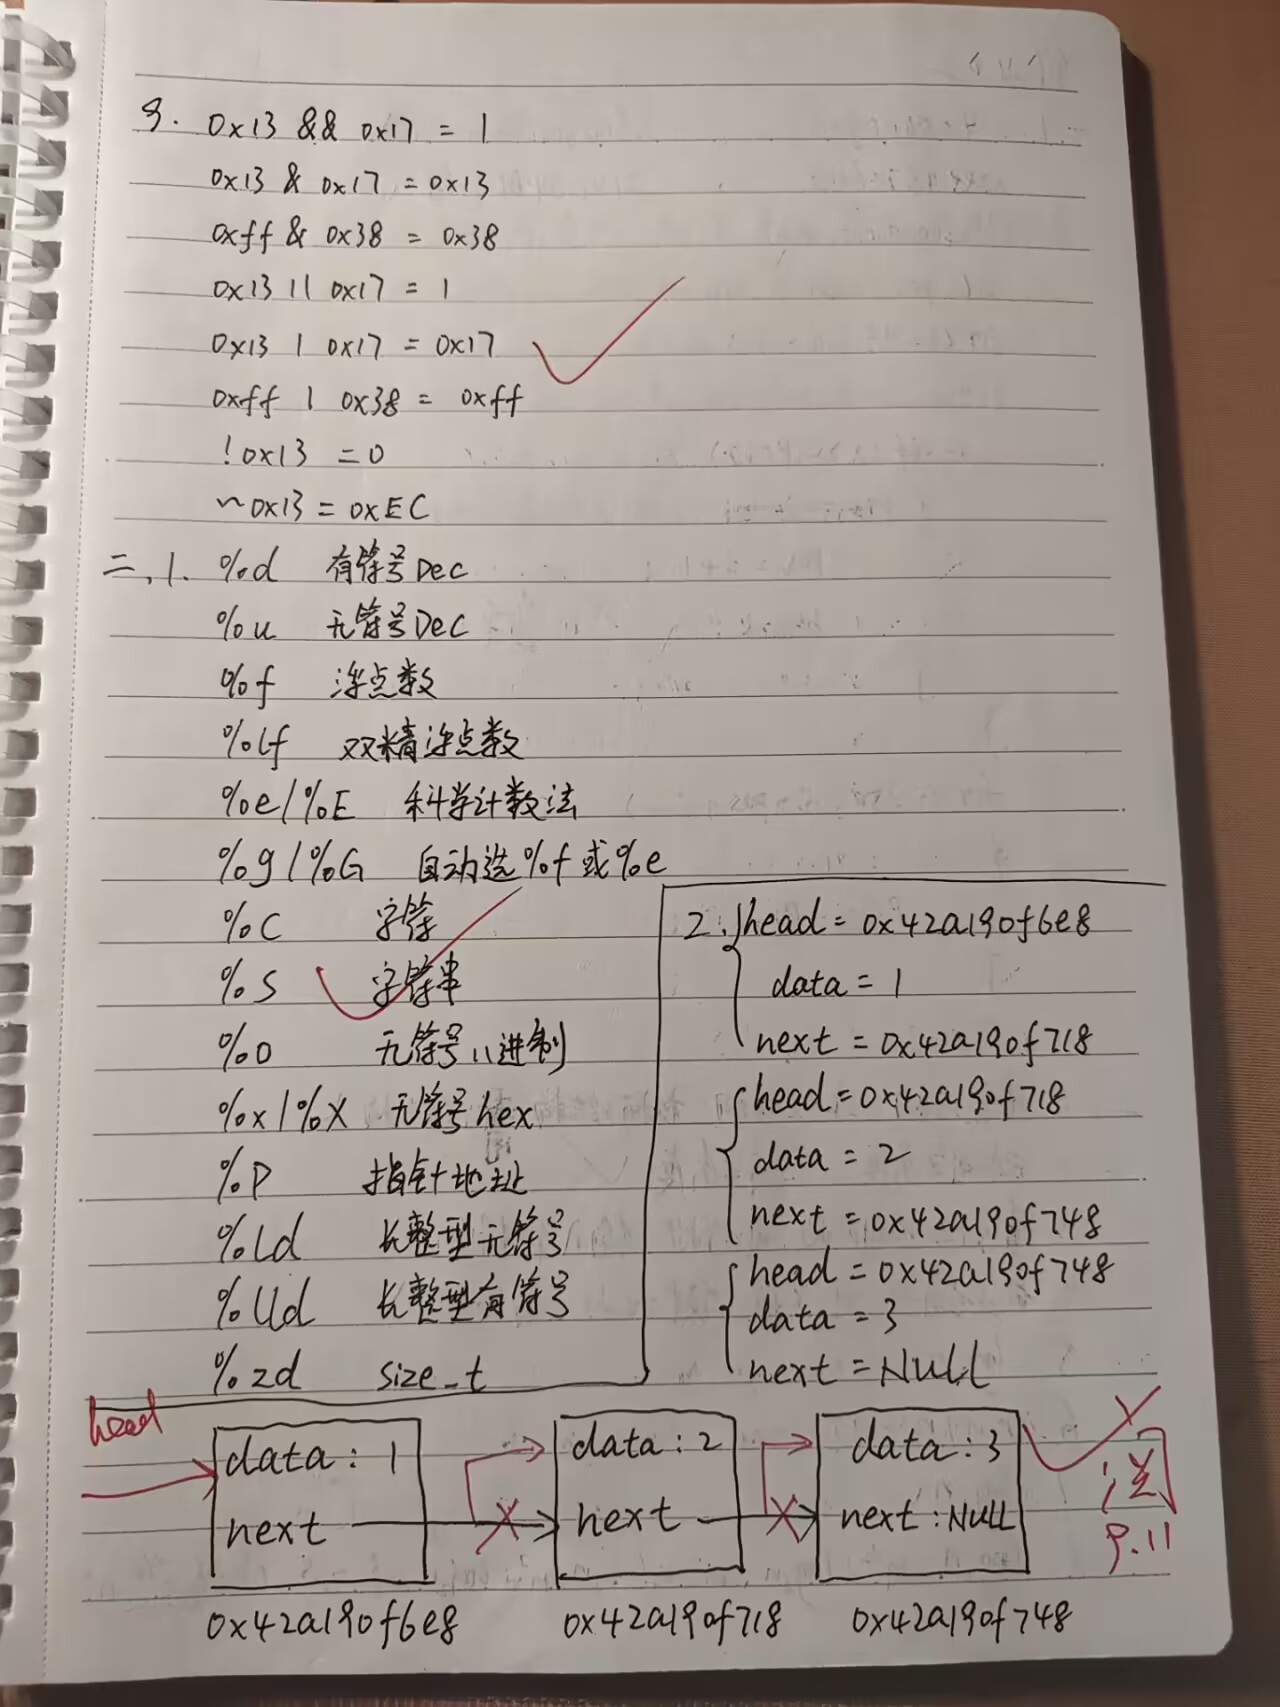 9. 0x13 && 0x17 = 1
0x13 & 0x17 = 0x13
0xff & 0x38 = 0x38
0x13 || 0x17 = 1
0x13 | 0x17 = 0x17
0xff | 0x38 = 0xff
!0x13 = 0
~0x13 = 0xEC
二、1. %d 有符号Dec
%u 无符号Dec
%f 浮点数
%lf 双精浮点数
%e/%E 科学计数法
%g/%G 自动选%f或%e
%c 字符
%s 字符串
%o 无符号八进制
%x/%X 无符号hex
%p 指针地址
%ld 长整型无符号
%lld 长整型有符号
%zd size_t
2. head = 0x42a190f6e8
data = 1
next = 0x42a190f718
head = 0x42a190f718
data = 2
next = 0x42a190f748
head = 0x42a190f748
data = 3
next = Null
head
data : 1
next
data : 2
next
data : 3
next : Null
9.11
0x42a190f6e8 0x42a190f718 0x42a190f748